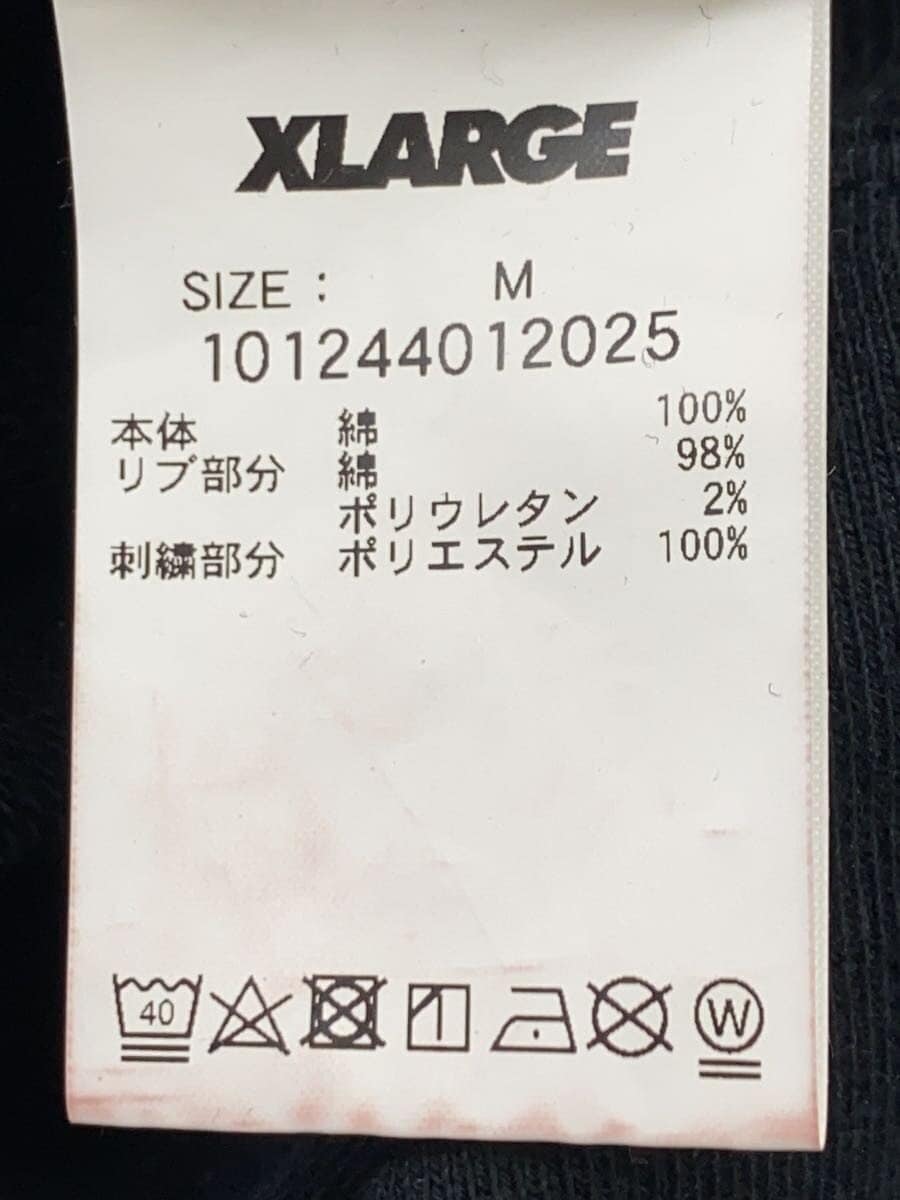 XLARGE
SIZE : M
101244012025
本体 綿 100%
リブ部分 綿 98%
ポリウレタン 2%
刺繍部分 ポリエステル 100%
40 W